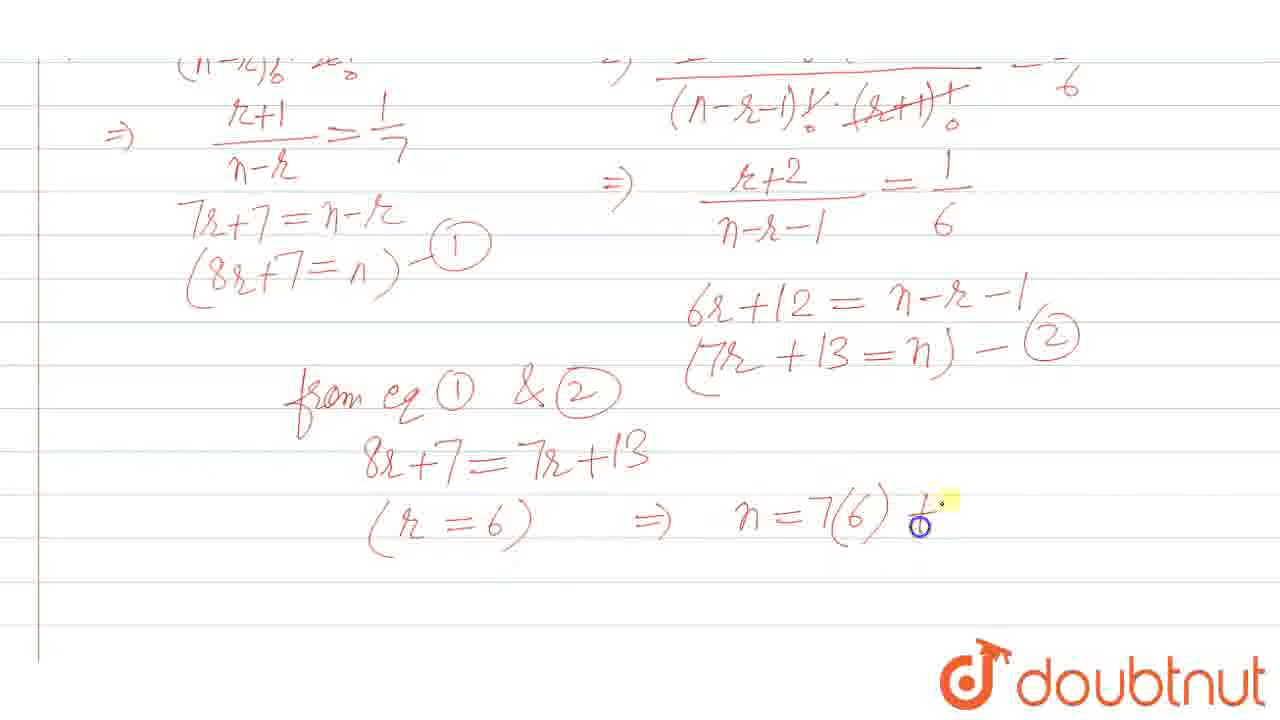 (n-r)! r!
⇒ r+1/n-r = 1/7
7r+7 = n-r
(8r+7 = n) - ①
(n-r-1)! · (r+1)! 6
⇒ r+2/n-r-1 = 1/6
6r+12 = n-r-1
(7r+13 = n) - ②
from eq ① & ②
8r+7 = 7r+13
(r = 6) ⇒ n = 7(6) +
doubtnut